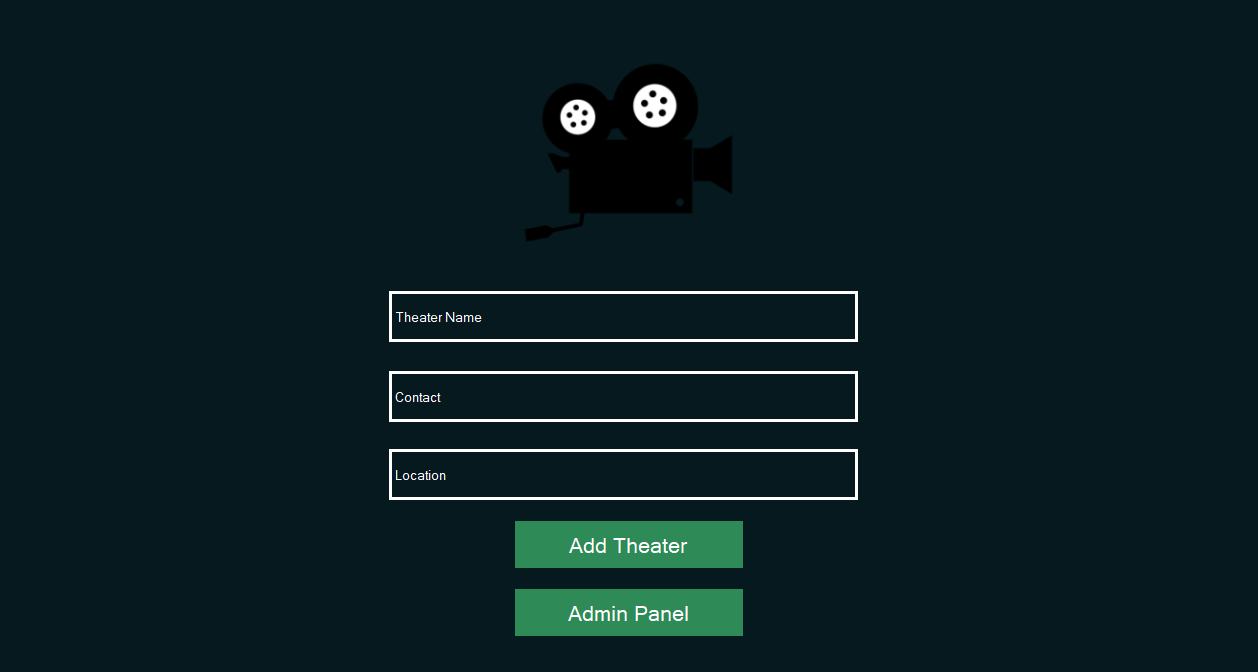 Theater Name
Contact
Location
Add Theater
Admin Panel